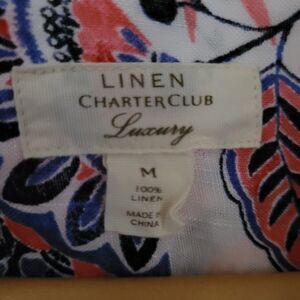 LINEN
CHARTER CLUB
Luxury
M
100%
LINEN
MADE IN
CHINA